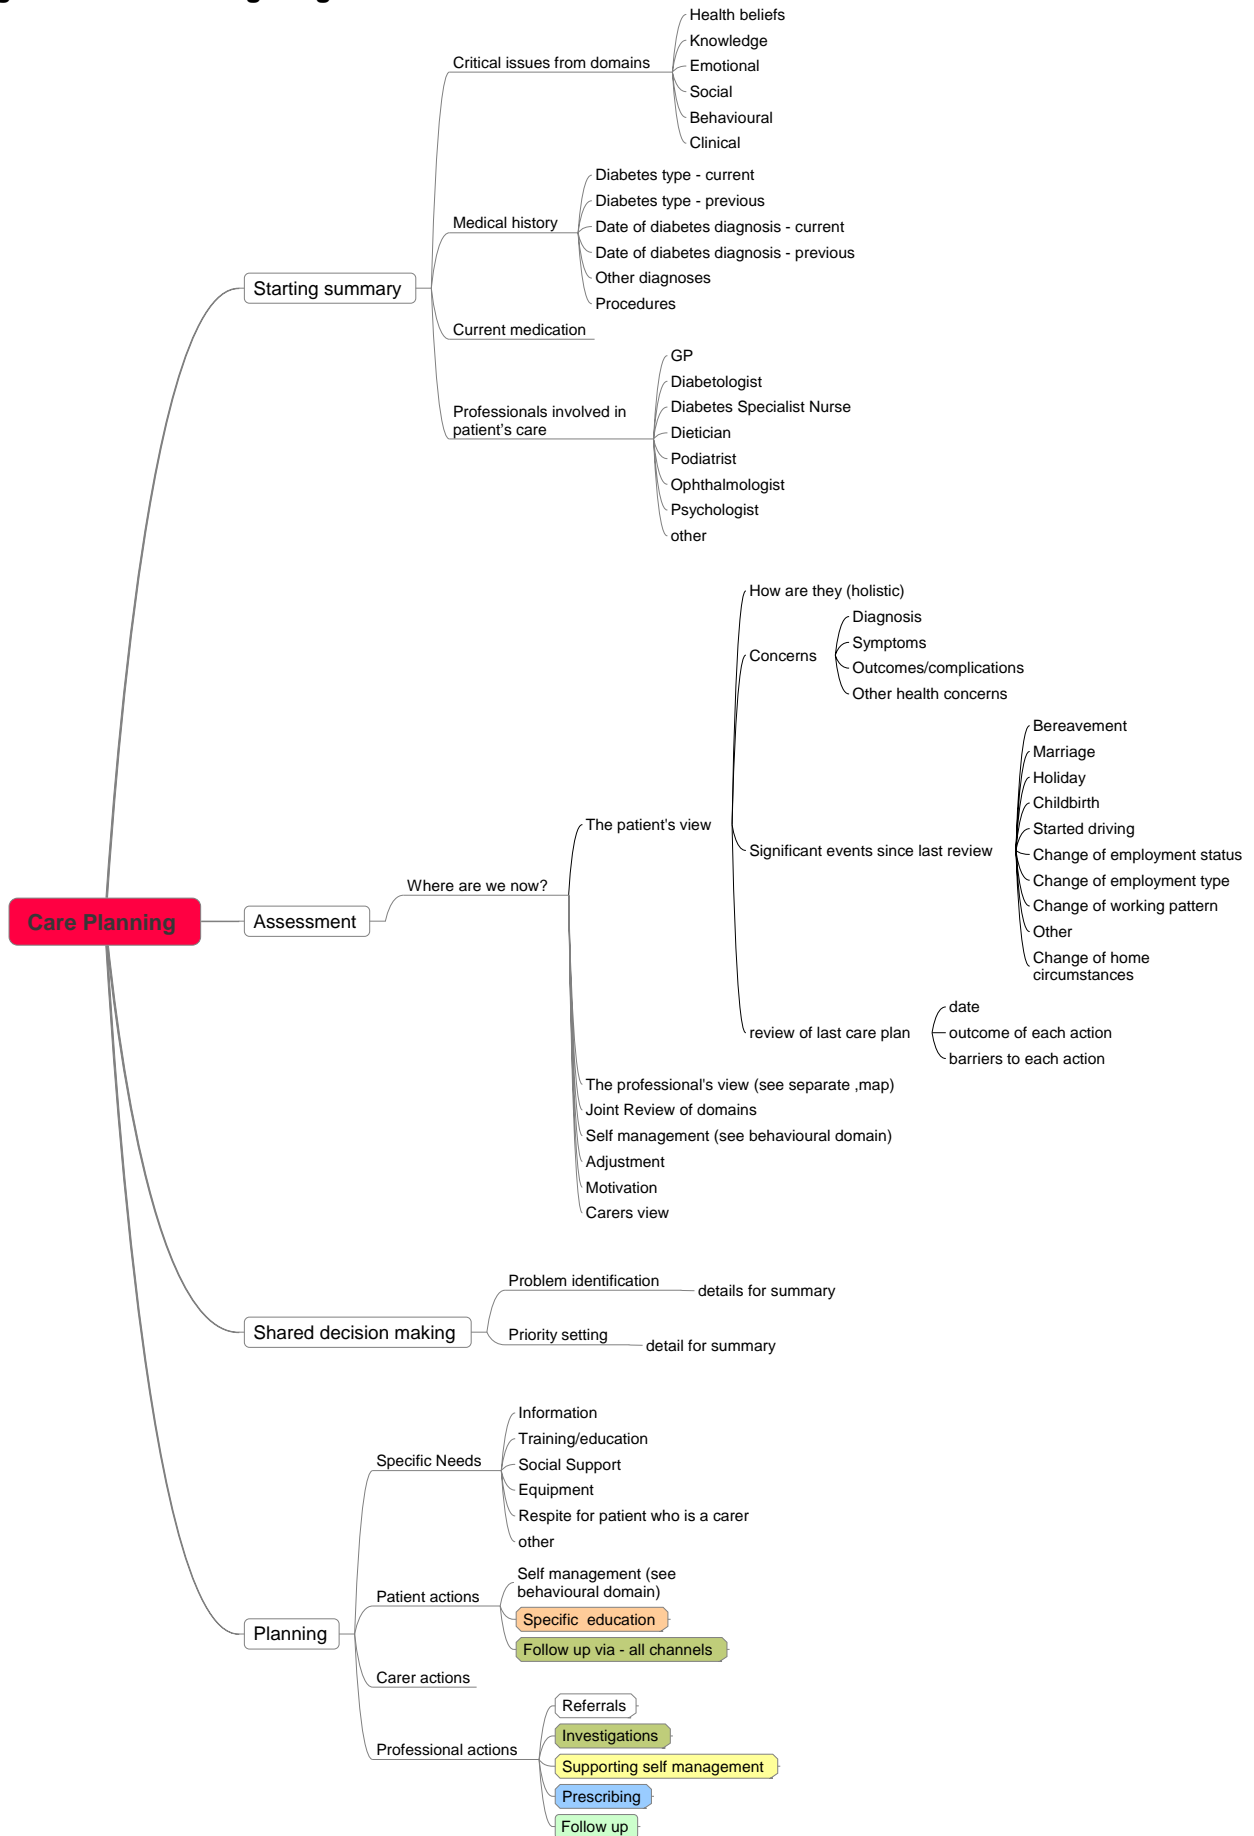 Health beliefs
Knowledge
Critical issues from domains
Emotional
Social
Behavioural
Clinical
Diabetes type - current
Diabetes type - previous
Medical history
Date of diabetes diagnosis - current
Date of diabetes diagnosis - previous
Other diagnoses
Procedures
Starting summary
Current medication
GP
Diabetologist
Diabetes Specialist Nurse
Professionals involved in
patient's care
Dietician
Podiatrist
Ophthalmologist
Psychologist
other
How are they (holistic)
Diagnosis
Symptoms
Concerns
Outcomes/complications
Other health concerns
Bereavement
Marriage
Holiday
Childbirth
The patient's view
Started driving
Significant events since last review
Change of employment status
Change of employment type
Change of working pattern
Other
Change of home
circumstances
Where are we now?
Care Planning
Assessment
date
review of last care plan
outcome of each action
barriers to each action
The professional's view (see separate ,map)
Joint Review of domains
Self management (see behavioural domain)
Adjustment
Motivation
Carers view
Problem identification
details for summary
Shared decision making
Priority setting
detail for summary
Information
Training/education
Specific Needs
Social Support
Equipment
Respite for patient who is a carer
other
Self management (see
behavioural domain)
Patient actions
Specific  education
Planning
Follow up via - all channels
Carer actions
Referrals
Investigations
Professional actions
Supporting self management
Prescribing
Follow up